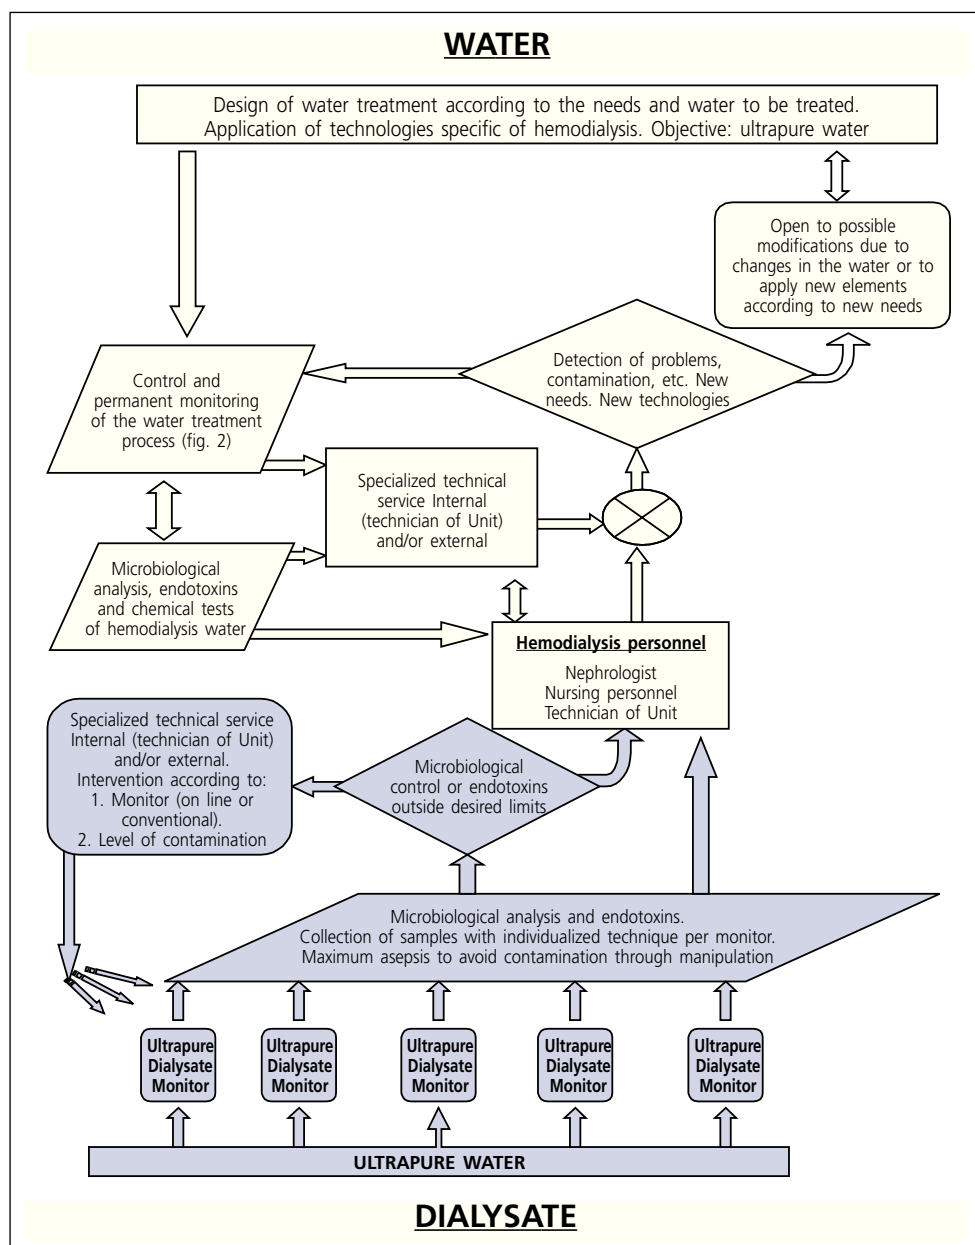 WATER
Design of water treatment according to the needs and water to be treated.
Application of technologies specific of hemodialysis. Objective: ultrapure water
Open to possible
modifications due to
changes in the water or to
apply new elements
according to new needs
Detection of problems,
contamination, etc. New
needs. New technologies
Control and
permanent monitoring
of the water treatment
process (fig. 2)
Specialized technical
service Internal
(technician of Unit)
and/or external
Microbiological
analysis, endotoxins
and chemical tests
of hemodialysis water
Hemodialysis personnel
Nephrologist
Nursing personnel
Technician of Unit
Specialized technical service
Internal (technician of Unit)
and/or external.
Intervention according to:
1. Monitor (on line or
conventional).
2. Level of contamination
Microbiological
control or endotoxins
outside desired limits
Microbiological analysis and endotoxins.
Collection of samples with individualized technique per monitor.
Maximum asepsis to avoid contamination through manipulation
Ultrapure
Dialysate
Monitor
Ultrapure
Dialysate
Monitor
Ultrapure
Dialysate
Monitor
Ultrapure
Dialysate
Monitor
Ultrapure
Dialysate
Monitor
ULTRAPURE WATER
DIALYSATE